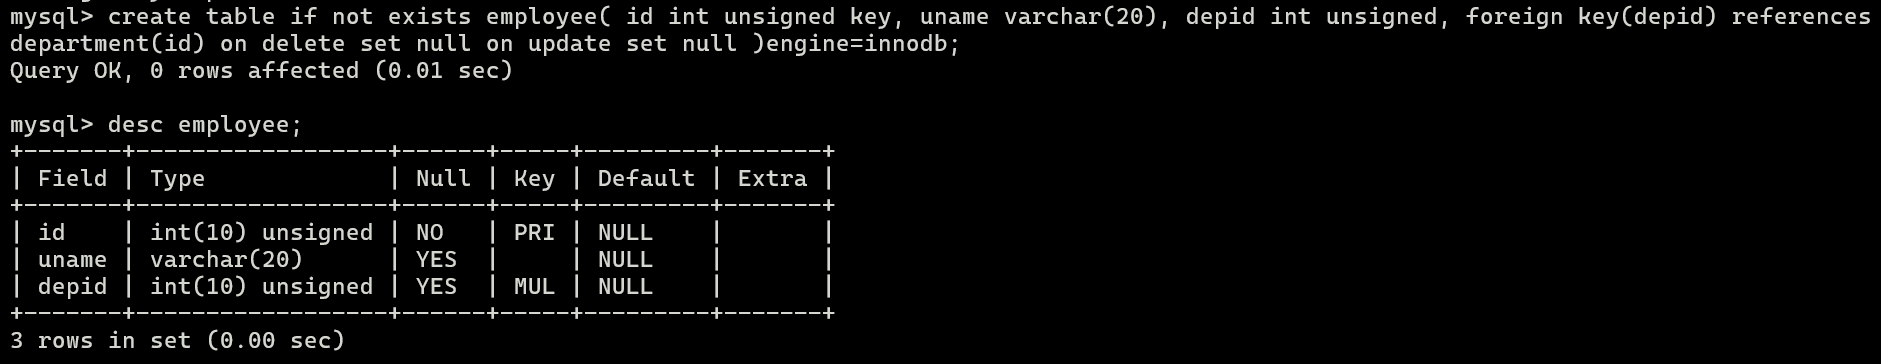 mysql> create table if not exists employee( id int unsigned key, uname varchar(20), depid int unsigned, foreign key(depid) references
department(id) on delete set null on update set null )engine=innodb;
Query OK, 0 rows affected (0.01 sec)

mysql> desc employee;
+-------+------------------+------+-----+---------+-------+
| Field | Type             | Null | Key | Default | Extra |
+-------+------------------+------+-----+---------+-------+
| id    | int(10) unsigned | NO   | PRI | NULL    |       |
| uname | varchar(20)      | YES  |     | NULL    |       |
| depid | int(10) unsigned | YES  | MUL | NULL    |       |
+-------+------------------+------+-----+---------+-------+
3 rows in set (0.00 sec)